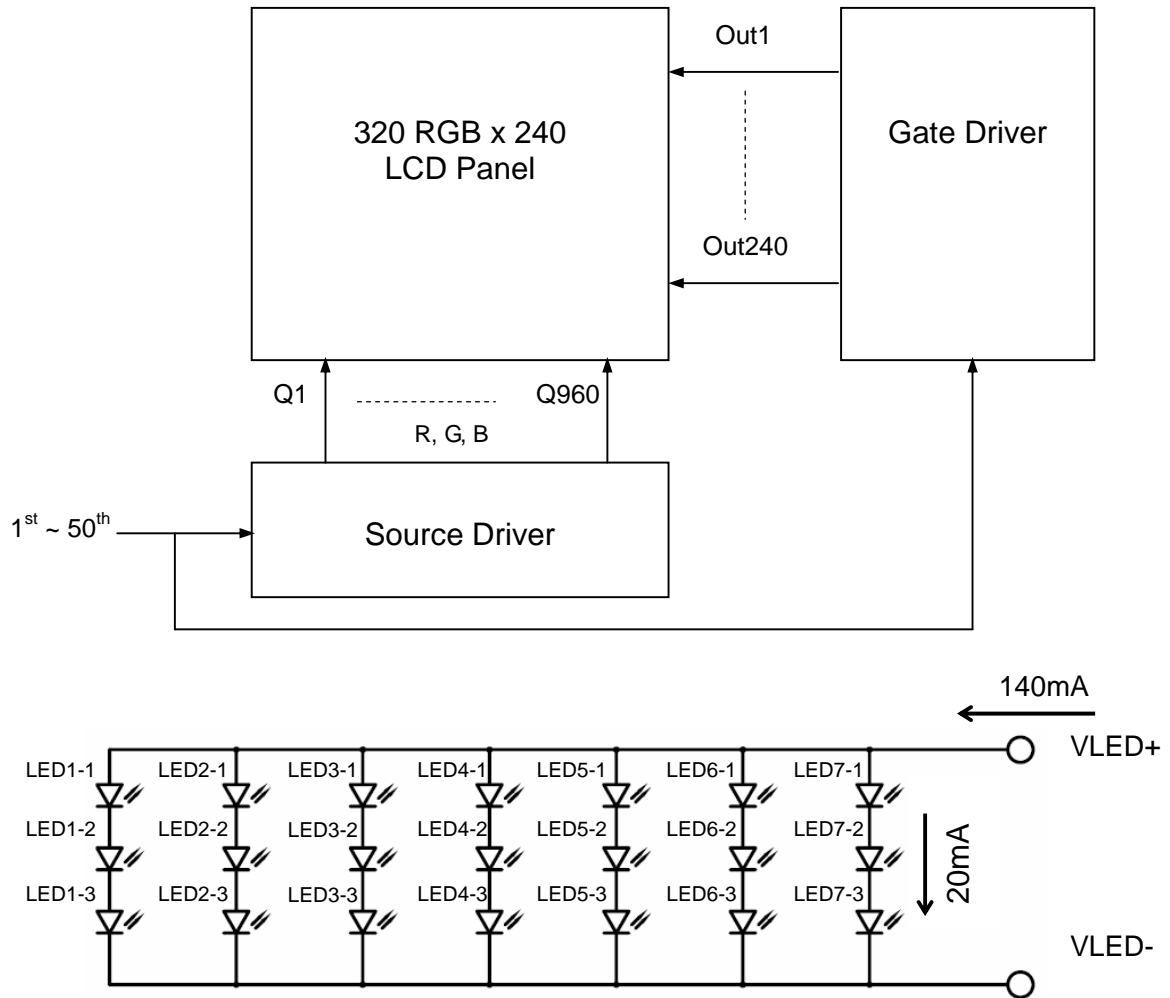 Out1
320 RGB x 240
LCD Panel
Gate Driver
Out240
Q1
Q960
R, G, B
1st ~ 50th
Source Driver
140mA
VLED+
LED1-1 LED2-1 LED3-1 LED4-1 LED5-1 LED6-1 LED7-1
LED1-2 LED2-2 LED3-2 LED4-2 LED5-2 LED6-2 LED7-2
20mA
LED1-3 LED2-3 LED3-3 LED4-3 LED5-3 LED6-3 LED7-3
VLED-